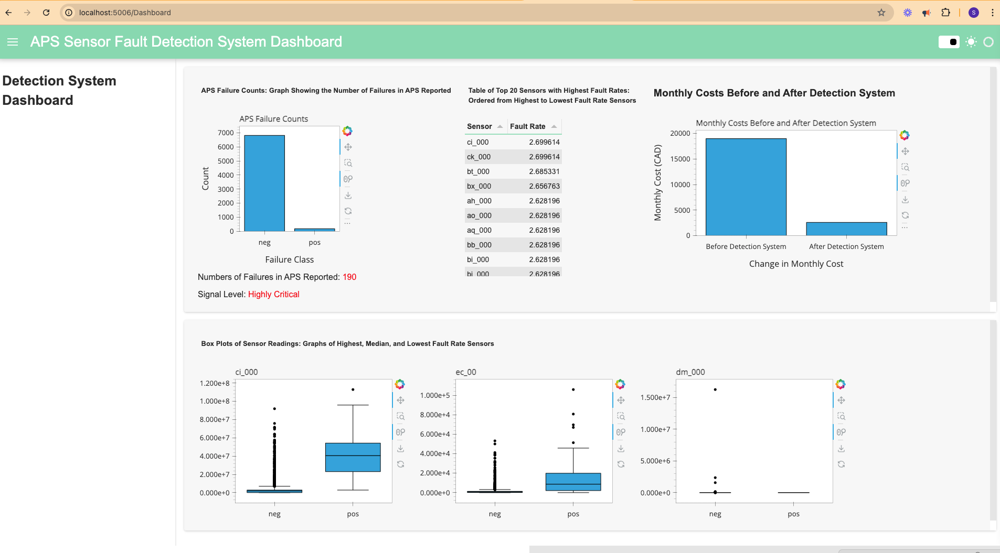 localhost:5006/Dashboard
S
APS Sensor Fault Detection System Dashboard
Detection System
Dashboard
APS Failure Counts: Graph Showing the Number of Failures in APS Reported
APS Failure Counts
7000
6000
5000
4000
3000
2000
1000
0
Count
neg pos
Failure Class
Numbers of Failures in APS Reported: 190
Signal Level: Highly Critical
Table of Top 20 Sensors with Highest Fault Rates:
Ordered from Highest to Lowest Fault Rate Sensors
Sensor Fault Rate
ci_000 2.699614
ck_000 2.699614
bt_000 2.685331
bx_000 2.656763
ah_000 2.628196
ao_000 2.628196
aq_000 2.628196
bb_000 2.628196
bi_000 2.628196
bj_000 2.628196
Monthly Costs Before and After Detection System
Monthly Costs Before and After Detection System
20000
15000
10000
5000
0
Monthly Cost (CAD)
Before Detection System After Detection System
Change in Monthly Cost
Box Plots of Sensor Readings: Graphs of Highest, Median, and Lowest Fault Rate Sensors
ci_000
1.200e+8
1.000e+8
8.000e+7
6.000e+7
4.000e+7
2.000e+7
0.000e+0
neg pos
ec_00
1.000e+5
8.000e+4
6.000e+4
4.000e+4
2.000e+4
0.000e+0
neg pos
dm_000
1.500e+7
1.000e+7
5.000e+6
0.000e+0
neg pos